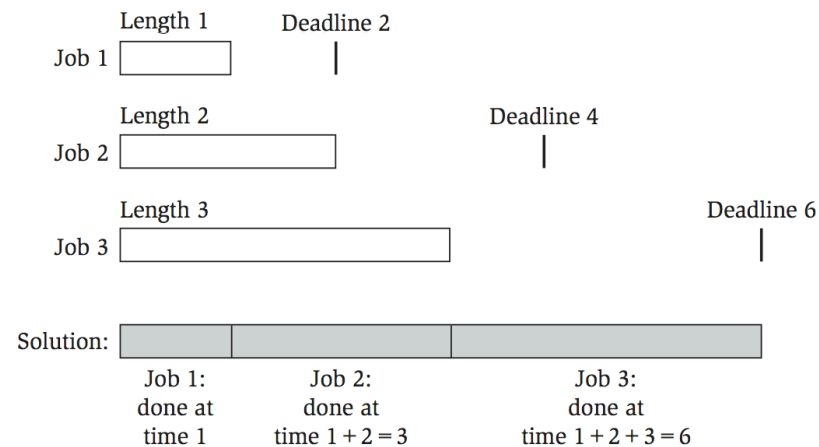 Length 1
Deadline 2
Job 1
Length 2
Deadline 4
Job 2
Length 3
Deadline 6
Job 3
Solution:
Job 1:
done at
time 1
Job 2:
done at
time 1 + 2 = 3
Job 3:
done at
time 1 + 2 + 3 = 6